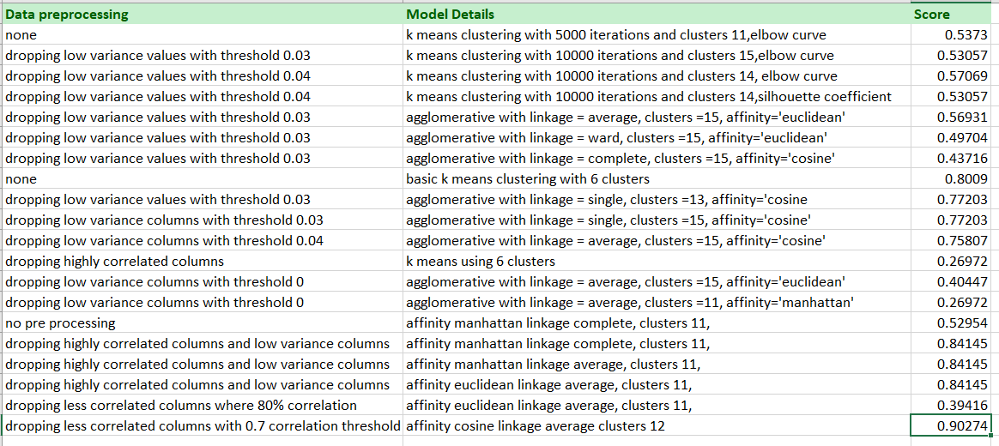 Data preprocessing Model Details Score
none k means clustering with 5000 iterations and clusters 11,elbow curve 0.5373
dropping low variance values with threshold 0.03 k means clustering with 10000 iterations and clusters 15,elbow curve 0.53057
dropping low variance values with threshold 0.04 k means clustering with 10000 iterations and clusters 14, elbow curve 0.57069
dropping low variance values with threshold 0.04 k means clustering with 10000 iterations and clusters 14,silhouette coefficient 0.53057
dropping low variance values with threshold 0.03 agglomerative with linkage = average, clusters =15, affinity='euclidean' 0.56931
dropping low variance values with threshold 0.03 agglomerative with linkage = ward, clusters =15, affinity='euclidean' 0.49704
dropping low variance values with threshold 0.03 agglomerative with linkage = complete, clusters =15, affinity='cosine' 0.43716
none basic k means clustering with 6 clusters 0.8009
dropping low variance values with threshold 0.03 agglomerative with linkage = single, clusters =13, affinity='cosine 0.77203
dropping low variance columns with threshold 0.03 agglomerative with linkage = single, clusters =15, affinity='cosine' 0.77203
dropping low variance columns with threshold 0.04 agglomerative with linkage = average, clusters =15, affinity='cosine' 0.75807
dropping highly correlated columns k means using 6 clusters 0.26972
dropping low variance columns with threshold 0 agglomerative with linkage = average, clusters =15, affinity='euclidean' 0.40447
dropping low variance columns with threshold 0 agglomerative with linkage = average, clusters =11, affinity='manhattan' 0.26972
no pre processing affinity manhattan linkage complete, clusters 11, 0.52954
dropping highly correlated columns and low variance columns affinity manhattan linkage complete, clusters 11, 0.84145
dropping highly correlated columns and low variance columns affinity manhattan linkage average, clusters 11, 0.84145
dropping highly correlated columns and low variance columns affinity euclidean linkage average, clusters 11, 0.84145
dropping less correlated columns where 80% correlation affinity euclidean linkage average, clusters 11, 0.39416
dropping less correlated columns with 0.7 correlation threshold affinity cosine linkage average clusters 12 0.90274